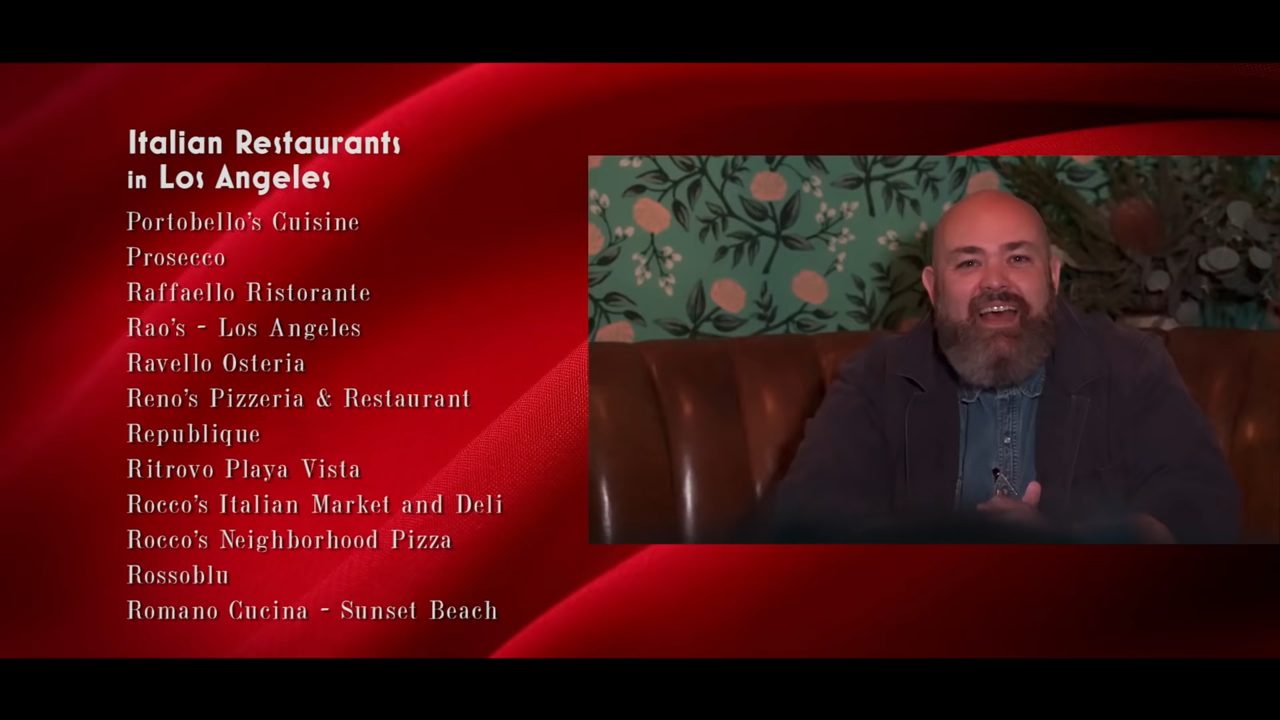 Italian Restaurants
in Los Angeles
Portobello's Cuisine
Prosecco
Raffaello Ristorante
Rao's - Los Angeles
Ravello Osteria
Reno's Pizzeria & Restaurant
Republique
Ritrovo Playa Vista
Rocco's Italian Market and Deli
Rocco's Neighborhood Pizza
Rossoblu
Romano Cucina - Sunset Beach